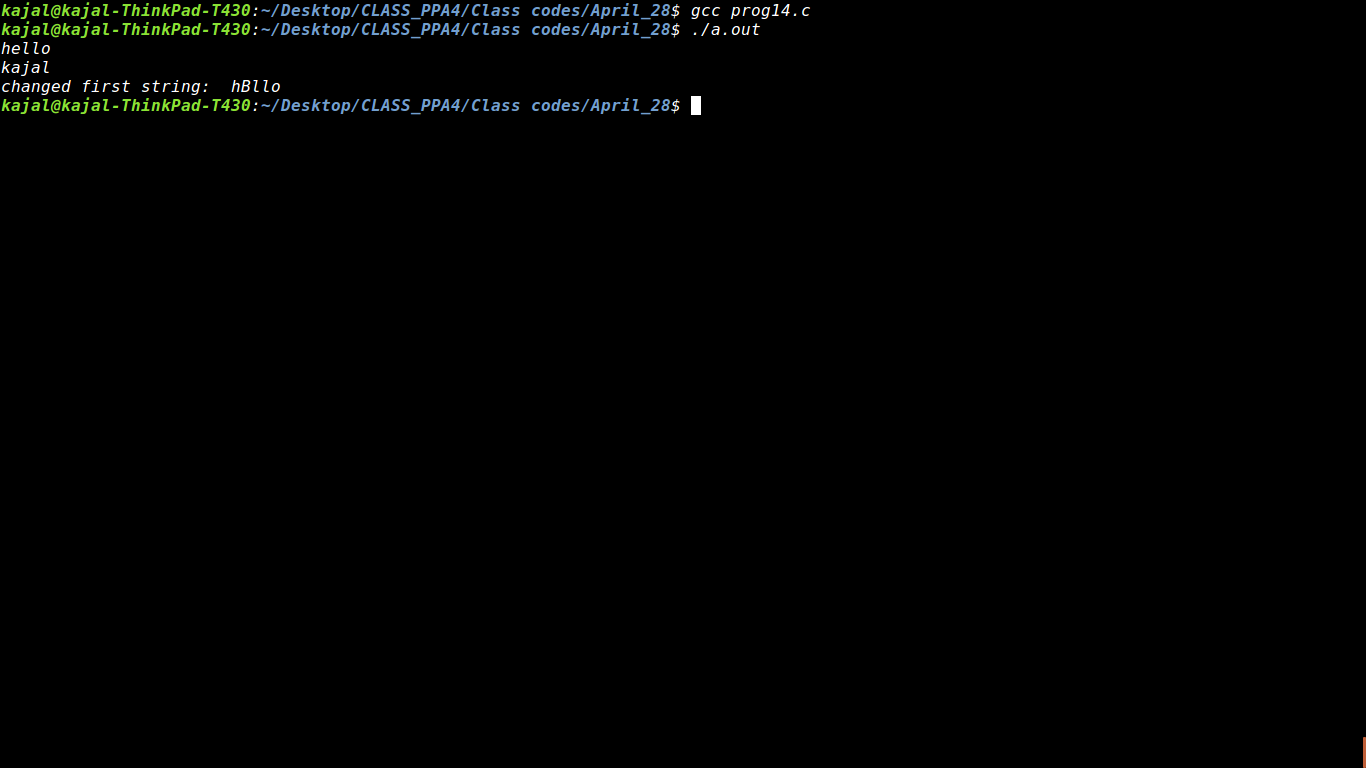 kajal@kajal-ThinkPad-T430:~/Desktop/CLASS_PPA4/Class codes/April_28$ gcc prog14.c
kajal@kajal-ThinkPad-T430:~/Desktop/CLASS_PPA4/Class codes/April_28$ ./a.out
hello
kajal
changed first string:  hBllo
kajal@kajal-ThinkPad-T430:~/Desktop/CLASS_PPA4/Class codes/April_28$